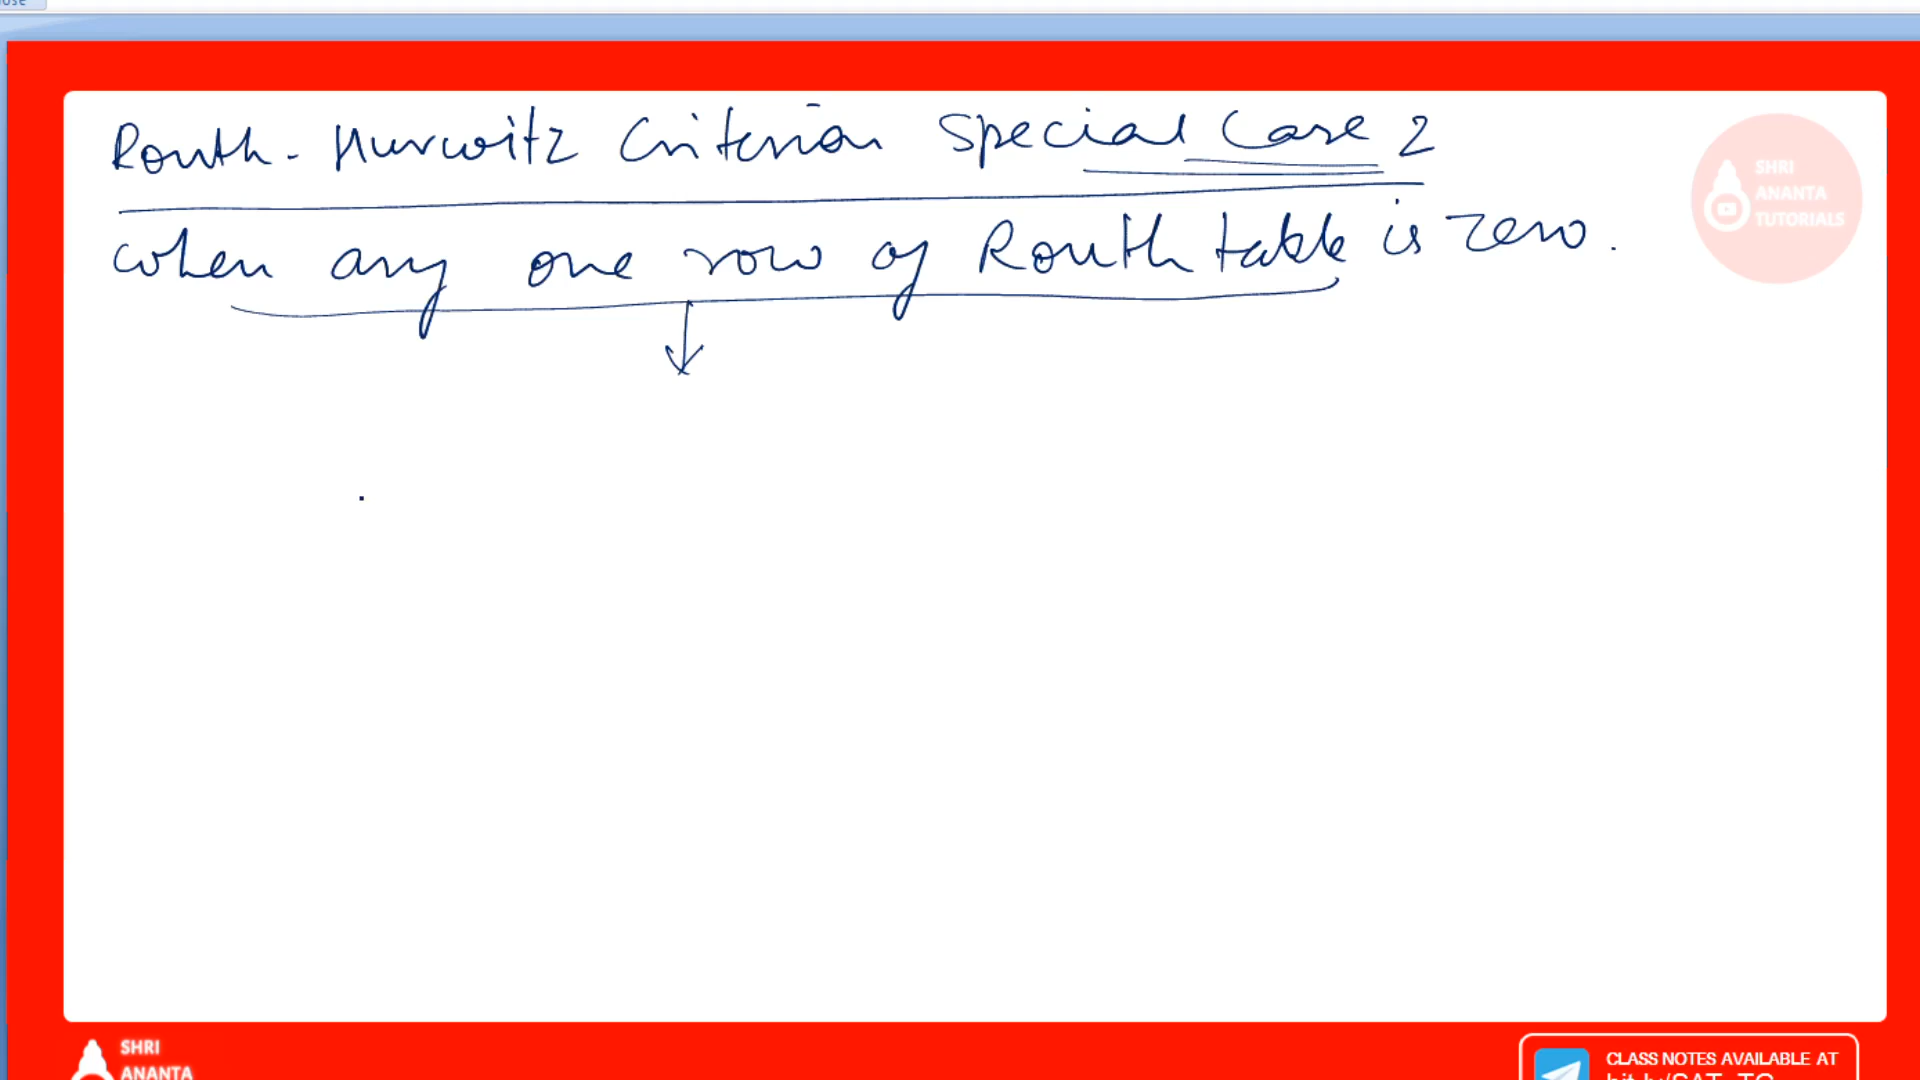 Routh-Hurwitz Criterion Special Case 2
when any one row of Routh table is zero.
SHRI
ANANTA
TUTORIALS
SHRI
ANANTA
CLASS NOTES AVAILABLE AT